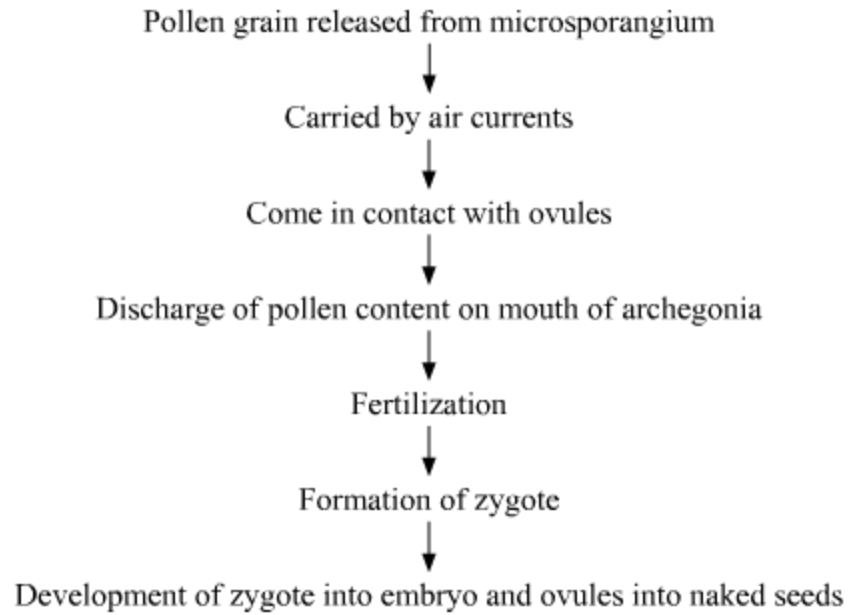 Pollen grain released from microsporangium
Carried by air currents
Come in contact with ovules
Discharge of pollen content on mouth of archegonia
Fertilization
Formation of zygote
Development of zygote into embryo and ovules into naked seeds